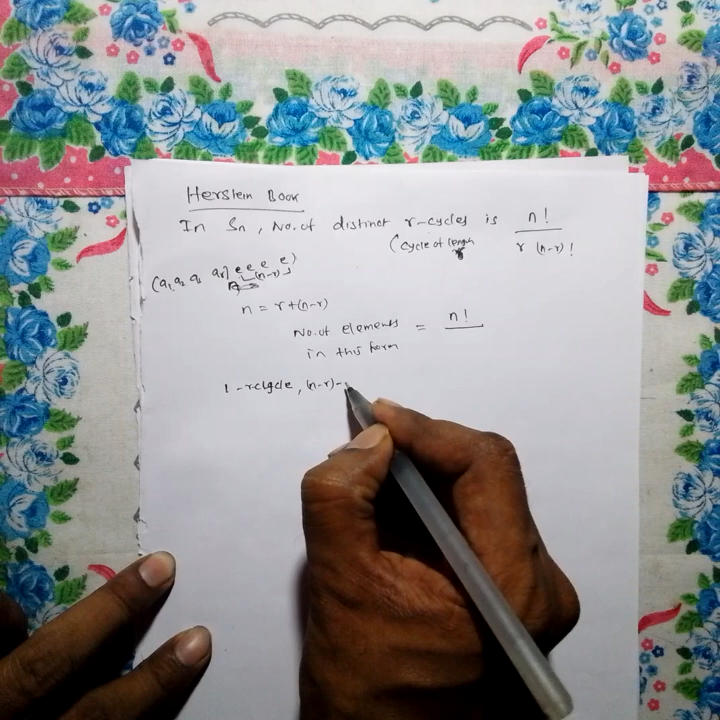 Herstein Book
In Sn, No. of distinct r-cycles is n! / r (n-r)!
(cycle of length r
(a1 a2 a3 ar) e e e e)
(n-r)
n = r+(n-r)
No. of elements = n!
in this form
1 - r cycle, (n-r)-